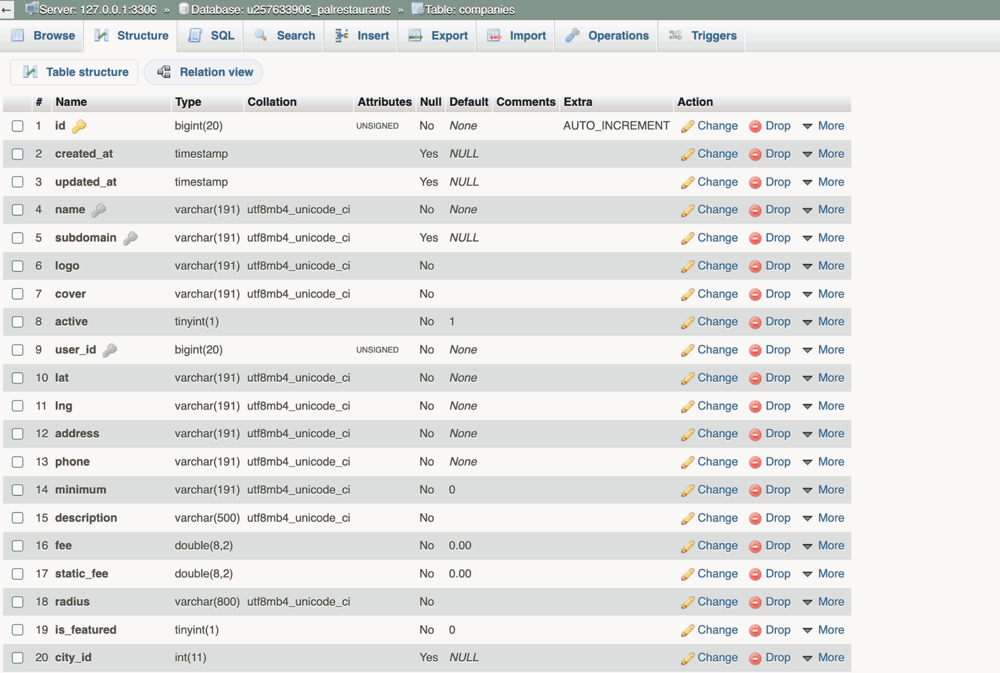 Server: 127.0.0.1:3306 » Database: u257633906_palrestaurants » Table: companies
Browse Structure SQL Search Insert Export Import Operations Triggers
Table structure Relation view
# Name Type Collation Attributes Null Default Comments Extra Action
1 id bigint(20) UNSIGNED No None AUTO_INCREMENT Change Drop More
2 created_at timestamp Yes NULL Change Drop More
3 updated_at timestamp Yes NULL Change Drop More
4 name varchar(191) utf8mb4_unicode_ci No None Change Drop More
5 subdomain varchar(191) utf8mb4_unicode_ci Yes NULL Change Drop More
6 logo varchar(191) utf8mb4_unicode_ci No Change Drop More
7 cover varchar(191) utf8mb4_unicode_ci No Change Drop More
8 active tinyint(1) No 1 Change Drop More
9 user_id bigint(20) UNSIGNED No None Change Drop More
10 lat varchar(191) utf8mb4_unicode_ci No None Change Drop More
11 lng varchar(191) utf8mb4_unicode_ci No None Change Drop More
12 address varchar(191) utf8mb4_unicode_ci No None Change Drop More
13 phone varchar(191) utf8mb4_unicode_ci No None Change Drop More
14 minimum varchar(191) utf8mb4_unicode_ci No 0 Change Drop More
15 description varchar(500) utf8mb4_unicode_ci No Change Drop More
16 fee double(8,2) No 0.00 Change Drop More
17 static_fee double(8,2) No 0.00 Change Drop More
18 radius varchar(800) utf8mb4_unicode_ci No Change Drop More
19 is_featured tinyint(1) No 0 Change Drop More
20 city_id int(11) Yes NULL Change Drop More